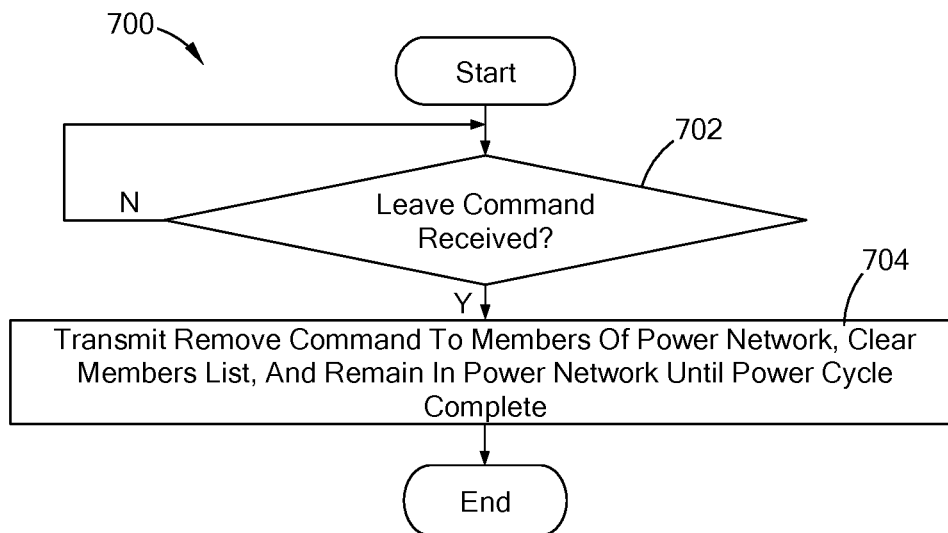 700
Start
702
Leave Command
Received?
N
Y
704
Transmit Remove Command To Members Of Power Network, Clear
Members List, And Remain In Power Network Until Power Cycle
Complete
End